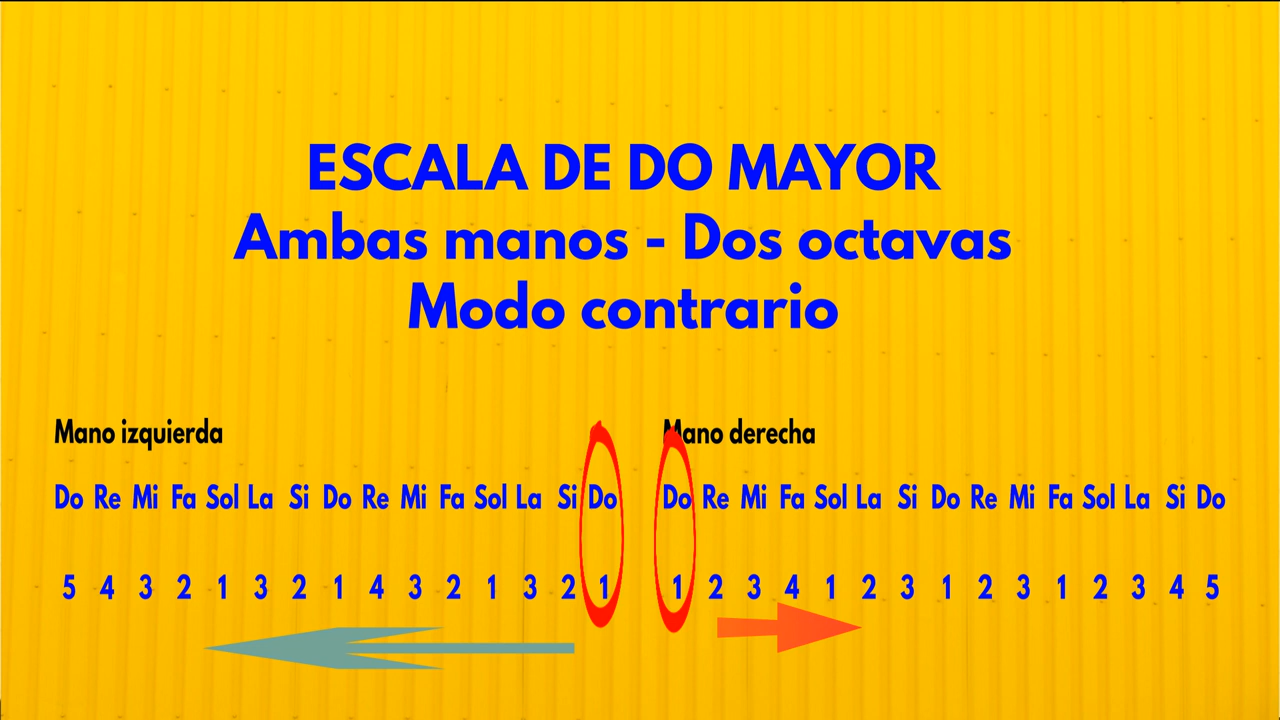 ESCALA DE DO MAYOR
Ambas manos - Dos octavas
Modo contrario
Mano izquierda
Do Re Mi Fa Sol La Si Do Re Mi Fa Sol La Si Do
5 4 3 2 1 3 2 1 4 3 2 1 3 2 1
Mano derecha
Do Re Mi Fa Sol La Si Do Re Mi Fa Sol La Si Do
1 2 3 4 1 2 3 1 2 3 1 2 3 4 5